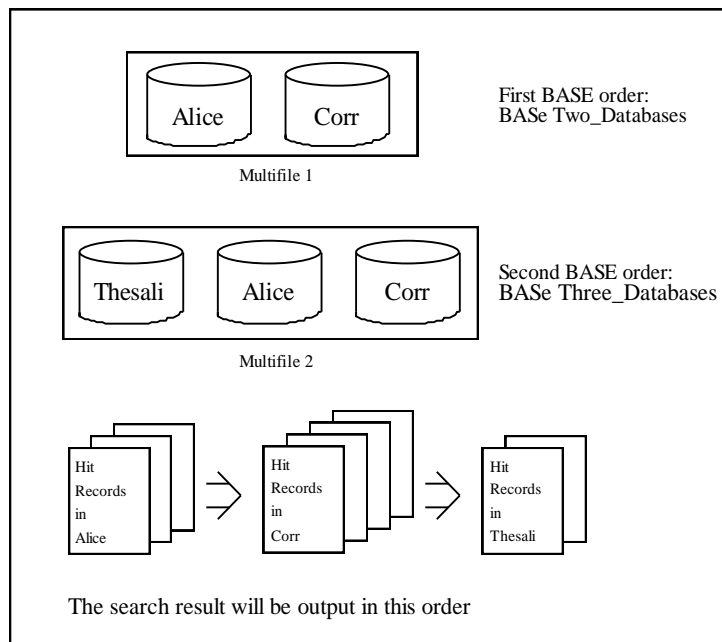 Alice
Corr
First BASE order:
BASe Two_Databases
Multifile 1
Thesali
Alice
Corr
Second BASE order:
BASe Three_Databases
Multifile 2
Hit
Records
in
Alice
Hit
Records
in
Corr
Hit
Records
in
Thesali
The search result will be output in this order